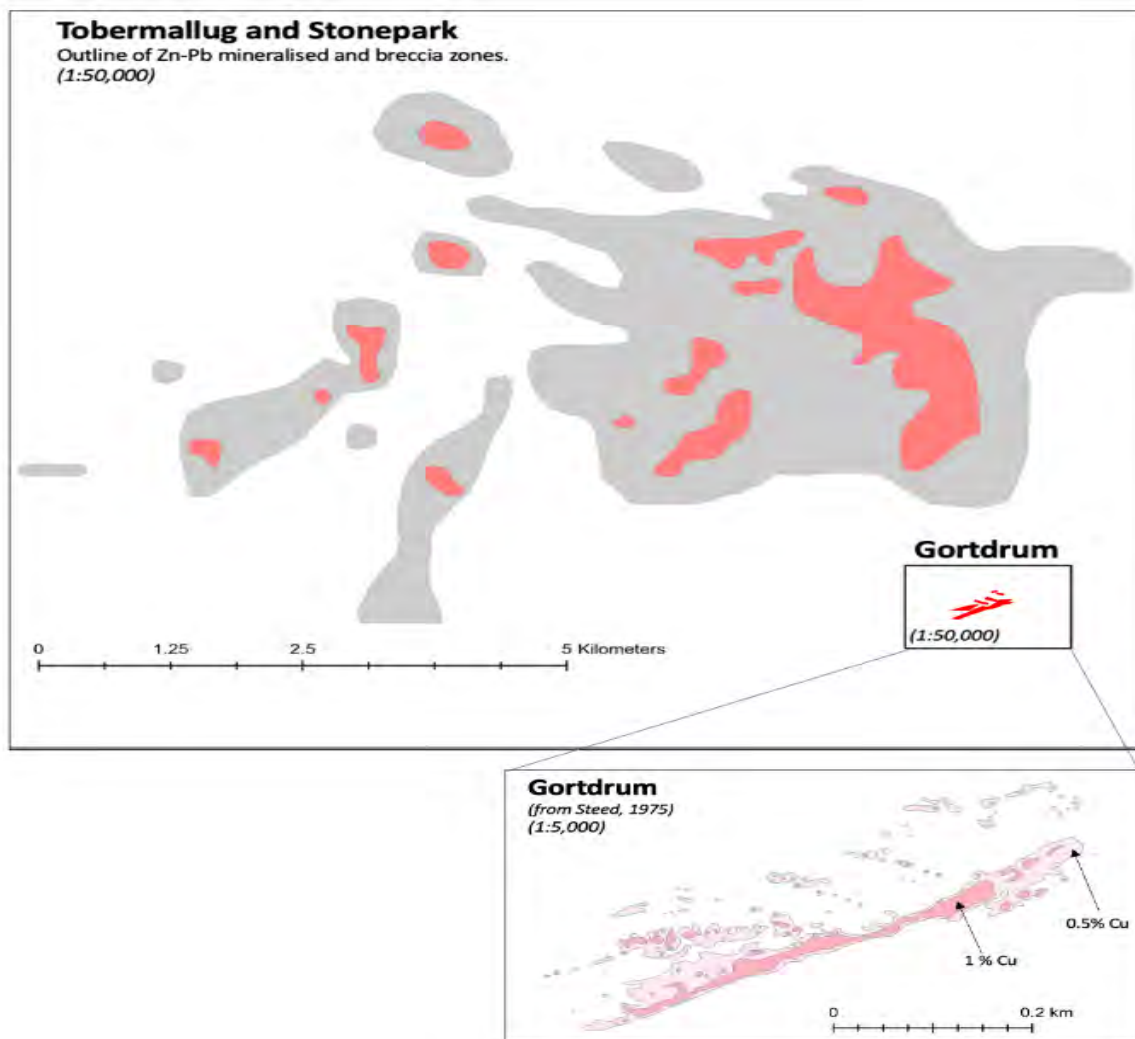 Tobermallug and Stonepark
Outline of Zn-Pb mineralised and breccia zones.
(1:50,000)
Gortdrum
(1:50,000)
0 1.25 2.5 5 Kilometers
Gortdrum
(from Steed, 1975)
(1:5,000)
0.5% Cu
1 % Cu
0 0.2 km